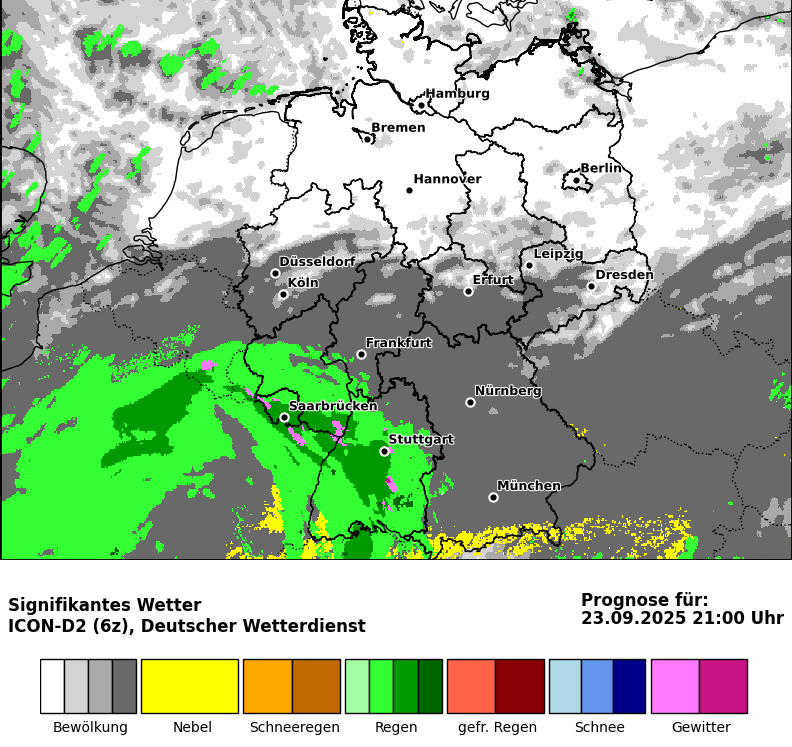 Hamburg
Bremen
Berlin
Hannover
Leipzig
Düsseldorf
Dresden
Köln
Erfurt
Frankfurt
Nürnberg
Saarbrücken
Stuttgart
München
Signifikantes Wetter
ICON-D2 (6z), Deutscher Wetterdienst
Prognose für:
23.09.2025 21:00 Uhr
Bewölkung Nebel Schneeregen Regen gefr. Regen Schnee Gewitter